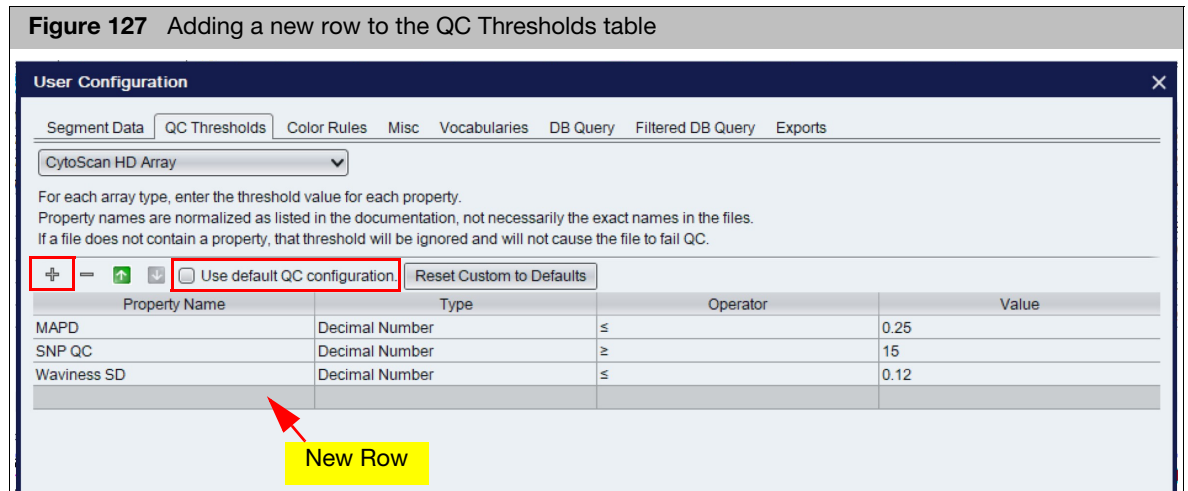 Figure 127 Adding a new row to the QC Thresholds table
User Configuration
Segment Data QC Thresholds Color Rules Misc Vocabularies DB Query Filtered DB Query Exports
CytoScan HD Array
For each array type, enter the threshold value for each property.
Property names are normalized as listed in the documentation, not necessarily the exact names in the files.
If a file does not contain a property, that threshold will be ignored and will not cause the file to fail QC.
Use default QC configuration. Reset Custom to Defaults
Property Name Type Operator Value
MAPD Decimal Number ≤ 0.25
SNP QC Decimal Number ≥ 15
Waviness SD Decimal Number ≤ 0.12
New Row